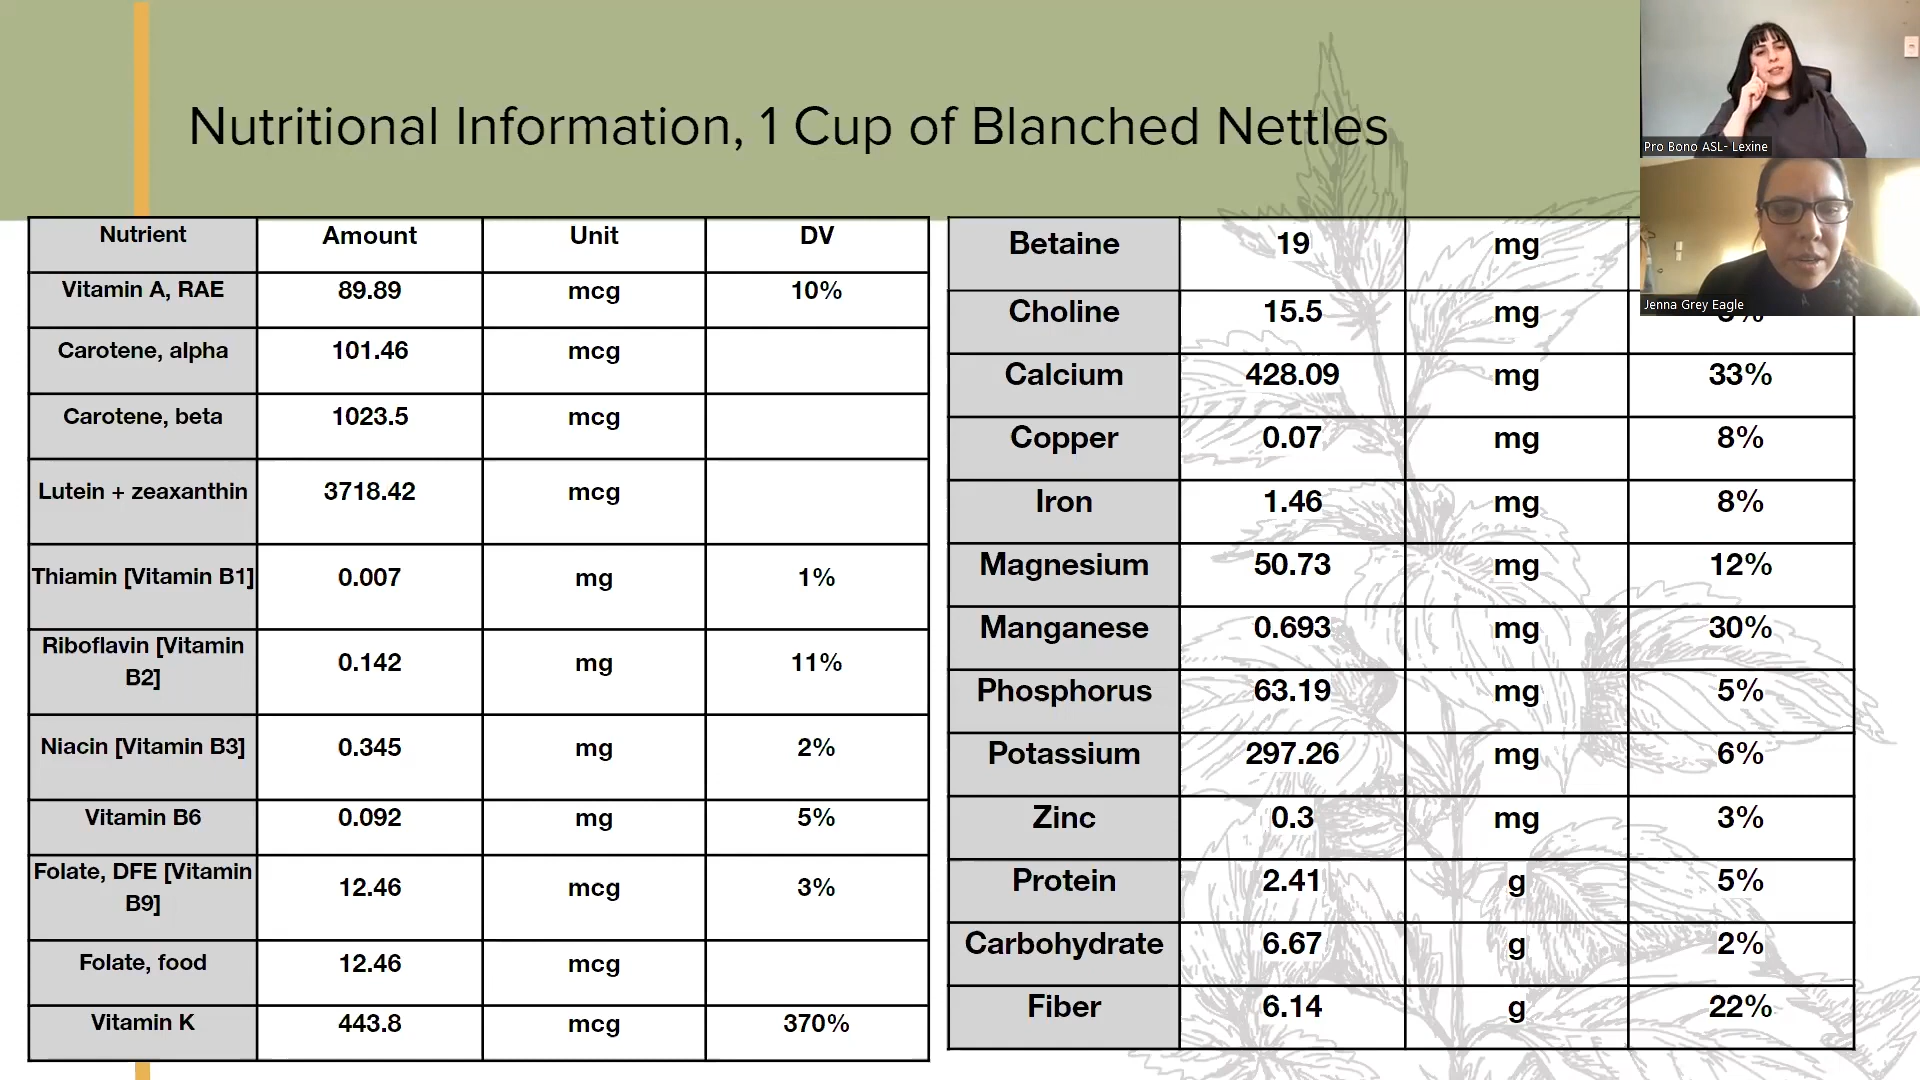 Nutritional Information, 1 Cup of Blanched Nettles
Pro Bono ASL- Lexine
Jenna Grey Eagle
Nutrient Amount Unit DV
Vitamin A, RAE 89.89 mcg 10%
Carotene, alpha 101.46 mcg
Carotene, beta 1023.5 mcg
Lutein + zeaxanthin 3718.42 mcg
Thiamin [Vitamin B1] 0.007 mg 1%
Riboflavin [Vitamin
B2] 0.142 mg 11%
Niacin [Vitamin B3] 0.345 mg 2%
Vitamin B6 0.092 mg 5%
Folate, DFE [Vitamin
B9] 12.46 mcg 3%
Folate, food 12.46 mcg
Vitamin K 443.8 mcg 370%
Betaine 19 mg
Choline 15.5 mg
Calcium 428.09 mg 33%
Copper 0.07 mg 8%
Iron 1.46 mg 8%
Magnesium 50.73 mg 12%
Manganese 0.693 mg 30%
Phosphorus 63.19 mg 5%
Potassium 297.26 mg 6%
Zinc 0.3 mg 3%
Protein 2.41 g 5%
Carbohydrate 6.67 g 2%
Fiber 6.14 g 22%